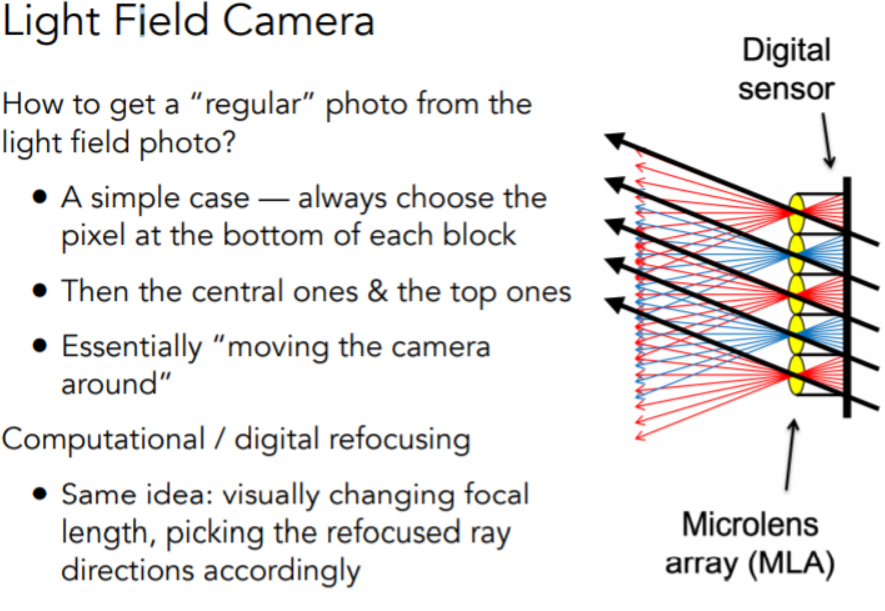 Light Field Camera
How to get a “regular” photo from the
light field photo?
● A simple case — always choose the
pixel at the bottom of each block
● Then the central ones & the top ones
● Essentially “moving the camera
around”
Computational / digital refocusing
● Same idea: visually changing focal
length, picking the refocused ray
directions accordingly
Digital
sensor
Microlens
array (MLA)